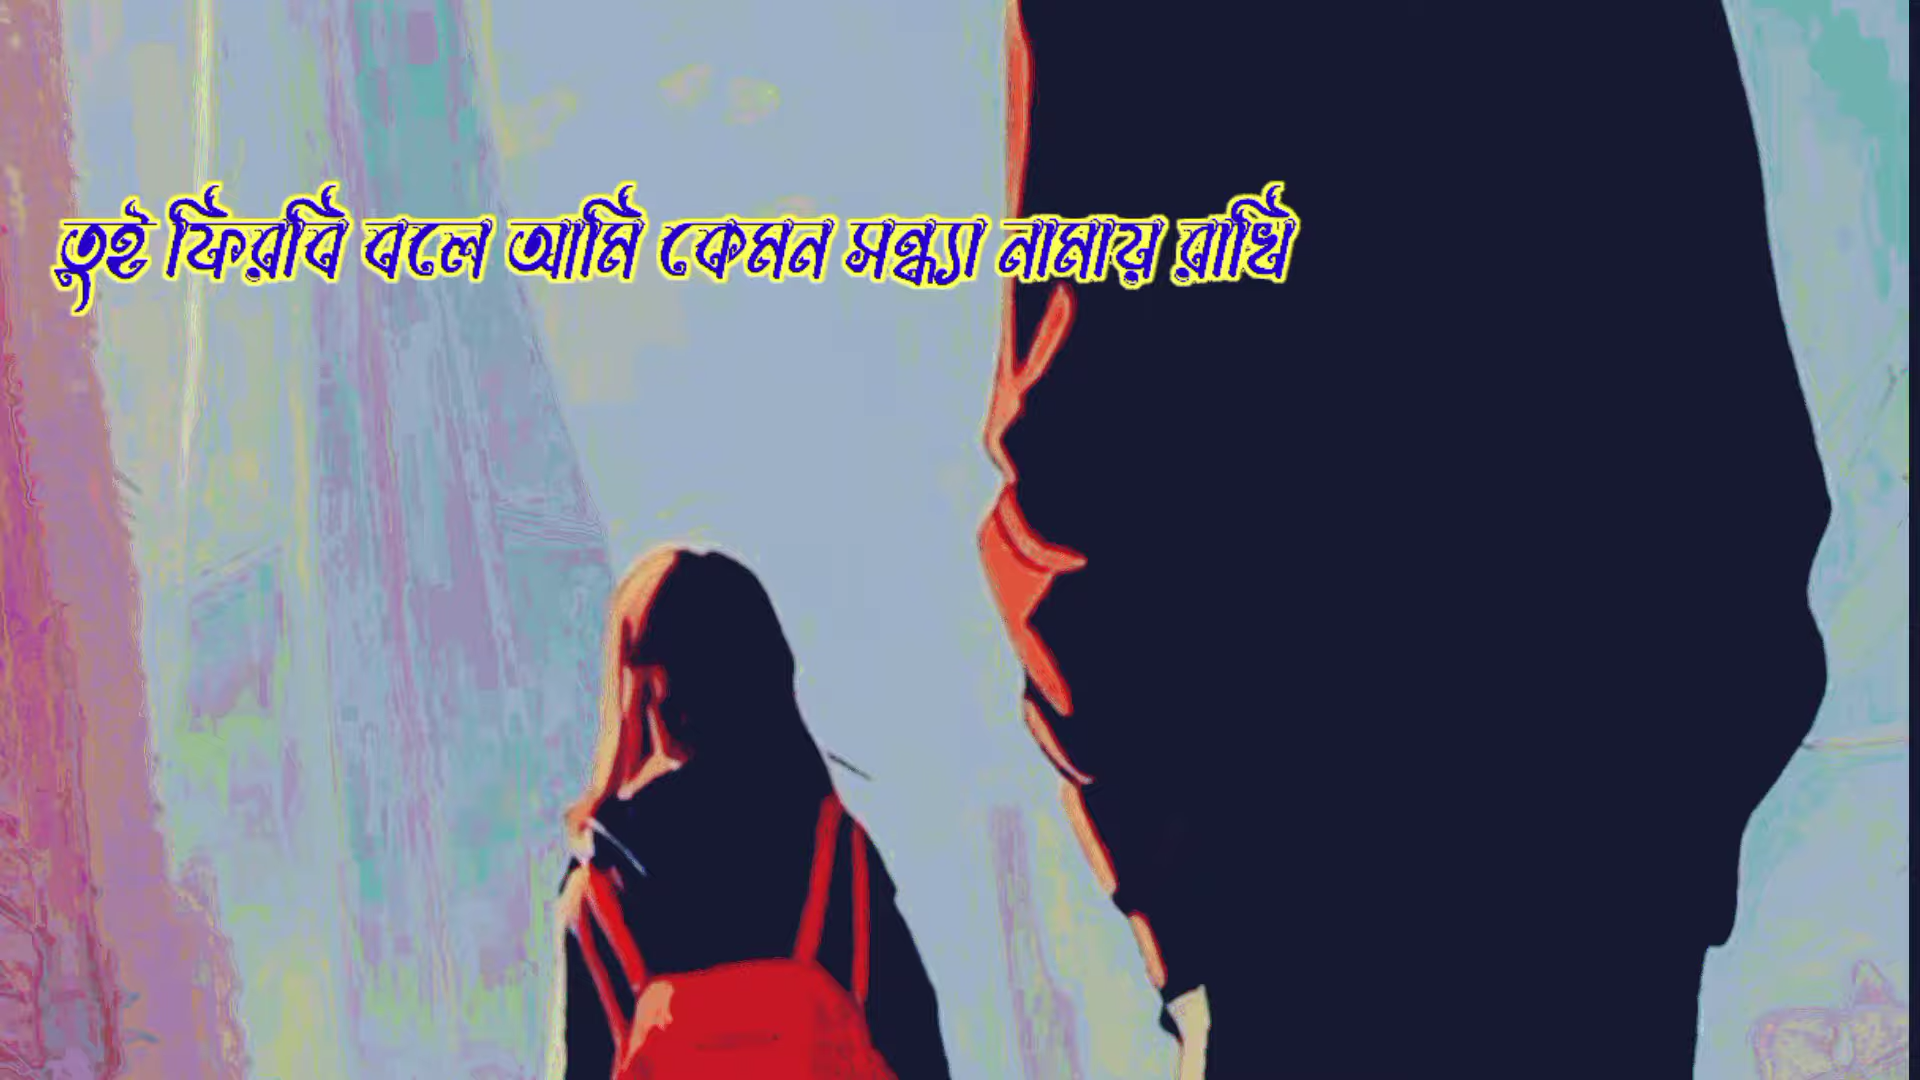 তুই ফিরবি বলে আমি কেমন সন্ধ্যা নামায় রাখি